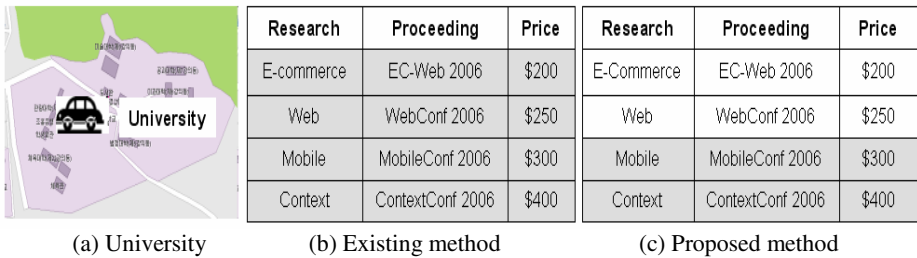 University
Research Proceeding Price
E-commerce EC-Web 2006 $200
Web WebConf 2006 $250
Mobile MobileConf 2006 $300
Context ContextConf 2006 $400
Research Proceeding Price
E-Commerce EC-Web 2006 $200
Web WebConf 2006 $250
Mobile MobileConf 2006 $300
Context ContextConf 2006 $400
(a) University (b) Existing method (c) Proposed method